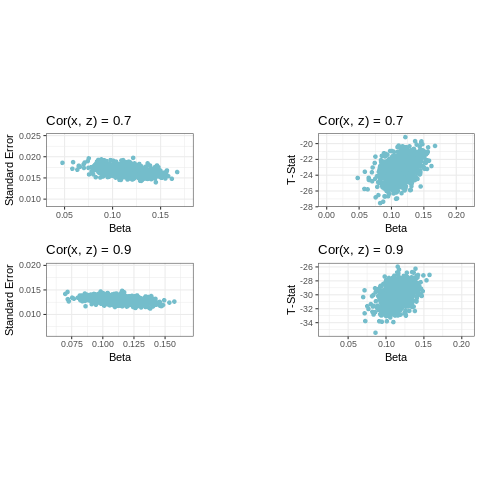 Cor(x, z) = 0.7
0.025
0.020
0.015
0.010
Standard Error
0.05
0.10
0.15
Beta
Cor(x, z) = 0.7
-20
-22
-24
-26
-28
T-Stat
0.00
0.05
0.10
0.15
0.20
Beta
Cor(x, z) = 0.9
0.020
0.015
0.010
Standard Error
0.075
0.100
0.125
0.150
Beta
Cor(x, z) = 0.9
-26
-28
-30
-32
-34
T-Stat
0.05
0.10
0.15
0.20
Beta